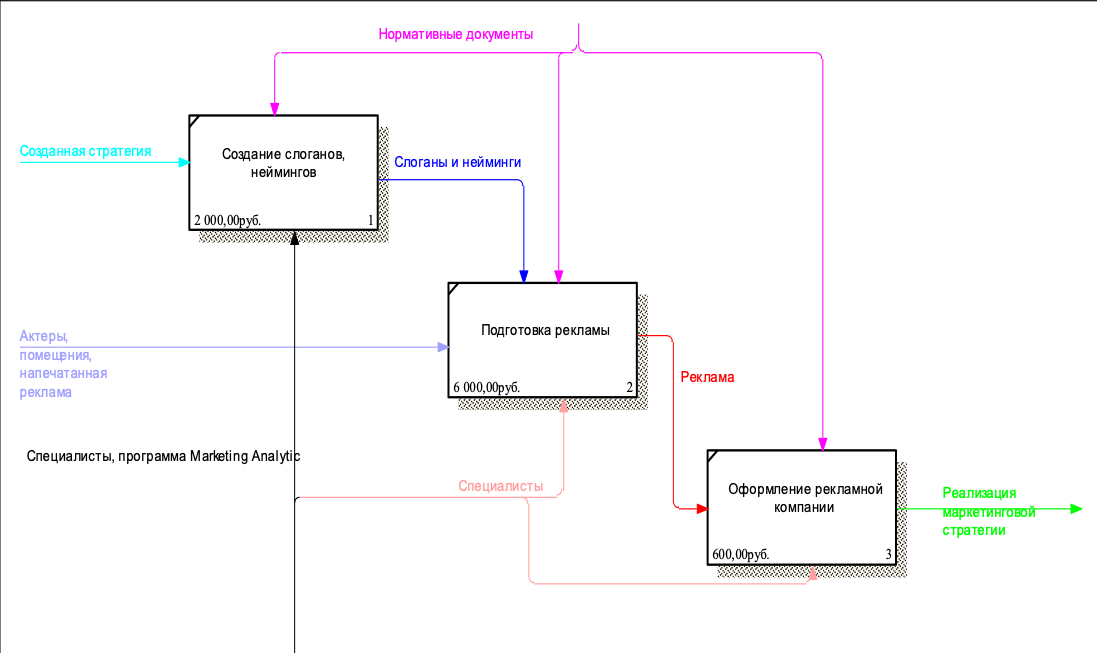 Нормативные документы
Созданная стратегия
Создание слоганов,
неймингов
2 000,00руб.
1
Слоганы и нейминги
Актеры,
помещения,
напечатанная
реклама
Подготовка рекламы
6 000,00руб.
2
Реклама
Специалисты, программа Marketing Analytic
Специалисты
Оформление рекламной
компании
600,00руб.
3
Реализация
маркетинговой
стратегии